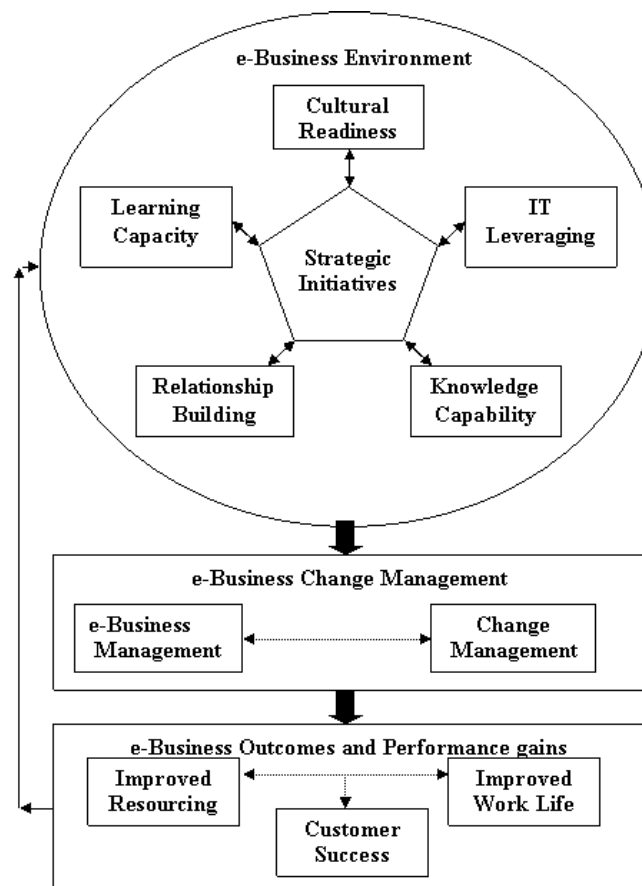 e-Business Environment
Cultural
Readiness
Learning
Capacity
IT
Leveraging
Strategic
Initiatives
Relationship
Building
Knowledge
Capability
e-Business Change Management
e-Business
Management
Change
Management
e-Business Outcomes and Performance gains
Improved
Resourcing
Improved
Work Life
Customer
Success